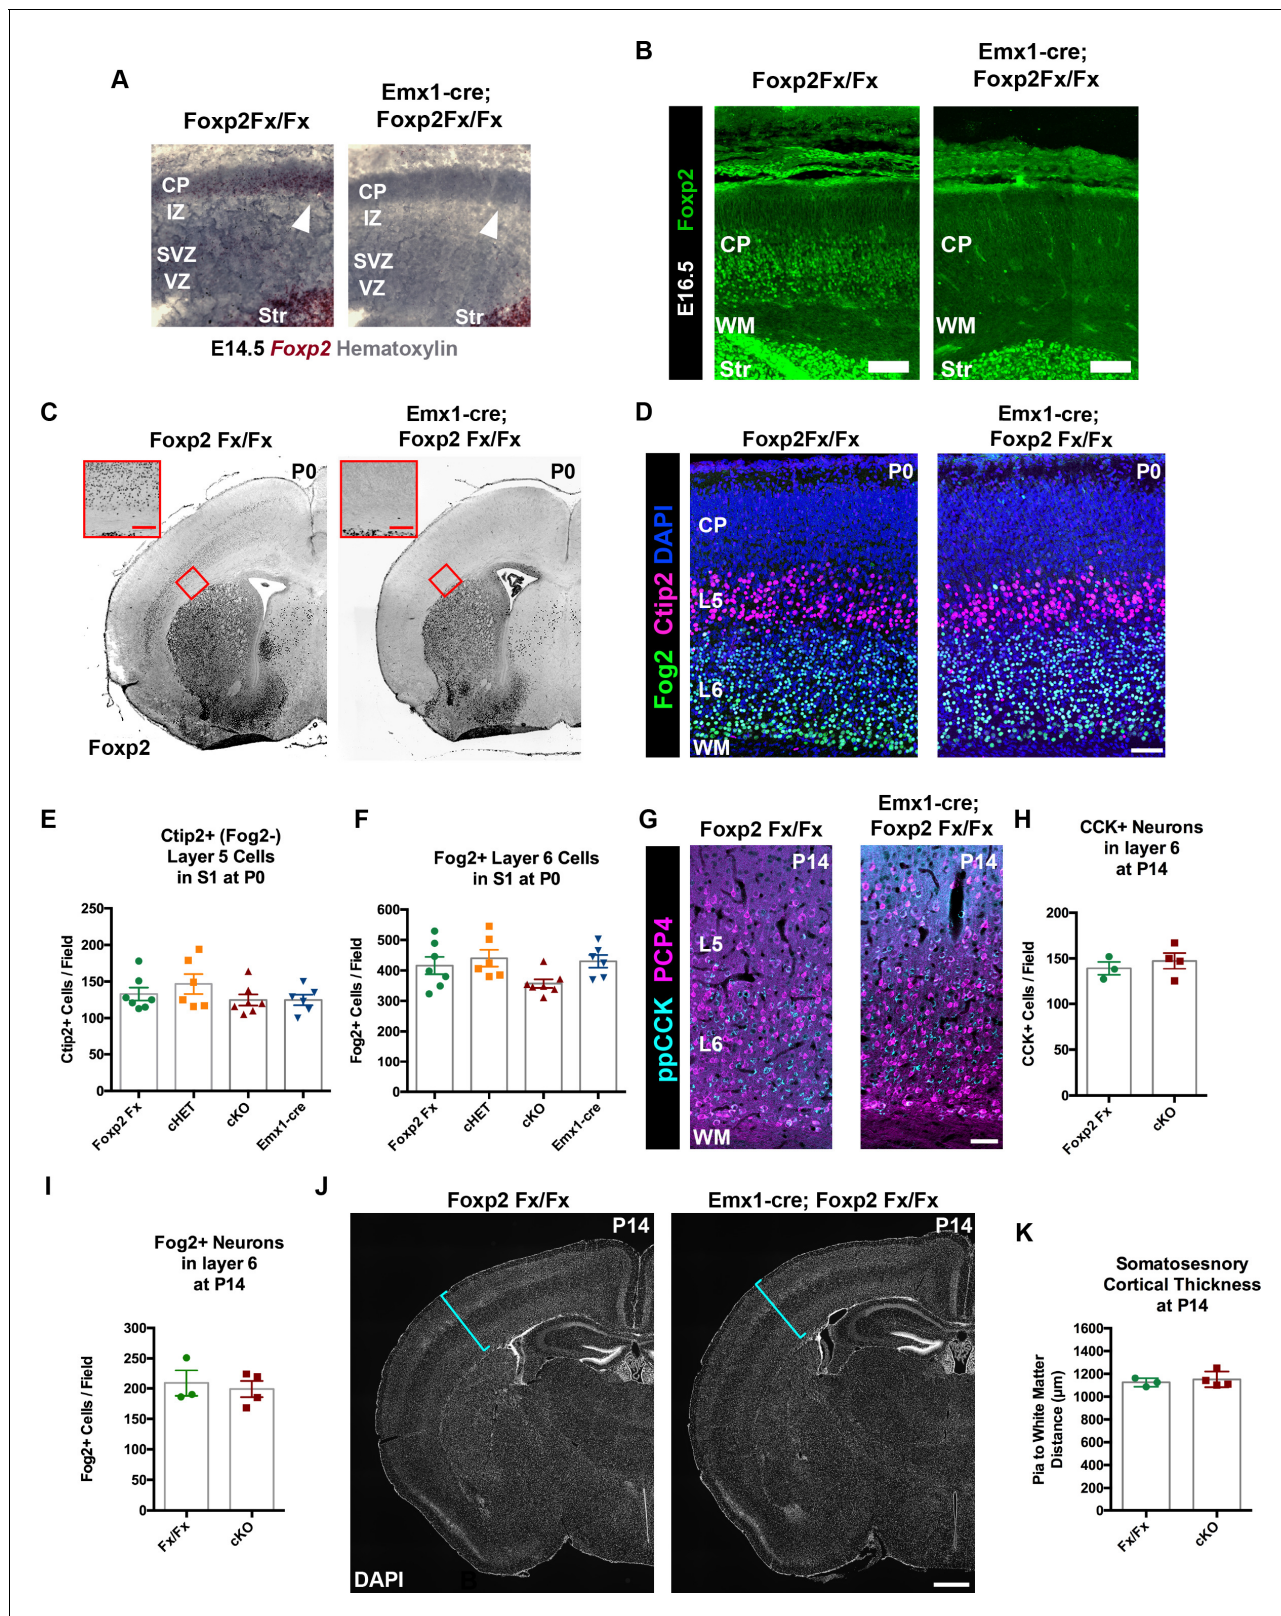 A
Foxp2Fx/Fx
Emx1-cre;
Foxp2Fx/Fx
CP
IZ
SVZ
VZ
Str
CP
IZ
SVZ
VZ
Str
E14.5 Foxp2 Hematoxylin
B
Foxp2Fx/Fx
Emx1-cre;
Foxp2Fx/Fx
E16.5 Foxp2
CP
WM
Str
CP
WM
Str
C
Foxp2 Fx/Fx
Emx1-cre;
Foxp2 Fx/Fx
P0
P0
Foxp2
D
Foxp2Fx/Fx
Emx1-cre;
Foxp2 Fx/Fx
Fog2 Ctip2 DAPI
P0
P0
CP
L5
L6
WM
E
Ctip2+ (Fog2-)
Layer 5 Cells
in S1 at P0
Ctip2+ Cells / Field
250
200
150
100
50
0
Foxp2 Fx
cHET
cKO
Emx1-cre
F
Fog2+ Layer 6 Cells
in S1 at P0
Fog2+ Cells / Field
600
500
400
300
200
100
0
Foxp2 Fx
cHET
cKO
Emx1-cre
G
Foxp2 Fx/Fx
Emx1-cre;
Foxp2 Fx/Fx
ppCCK PCP4
P14
P14
L5
L6
WM
H
CCK+ Neurons
in layer 6
at P14
CCK+ Cells / Field
200
150
100
50
0
Foxp2 Fx
cKO
I
Fog2+ Neurons
in layer 6
at P14
Fog2+ Cells / Field
300
250
200
150
100
50
0
Fx/Fx
cKO
J
Foxp2 Fx/Fx
Emx1-cre; Foxp2 Fx/Fx
P14
P14
DAPI
B
K
Somatosesnory
Cortical Thickness
at P14
Pia to White Matter
Distance (µm)
1600
1400
1200
1000
800
600
400
200
0
Fx/Fx
cKO